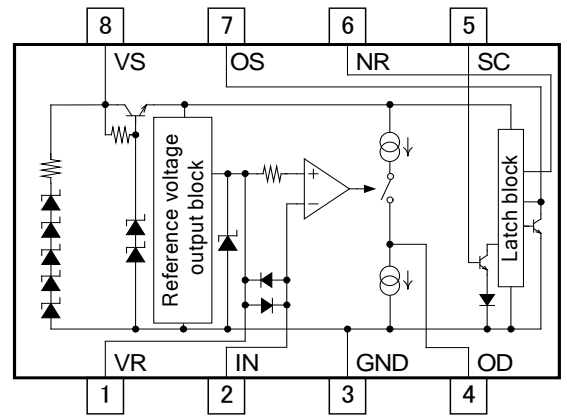 8 7 6 5
VS OS NR SC
Reference voltage
output block
+
−
Latch block
VR IN GND OD
1 2 3 4